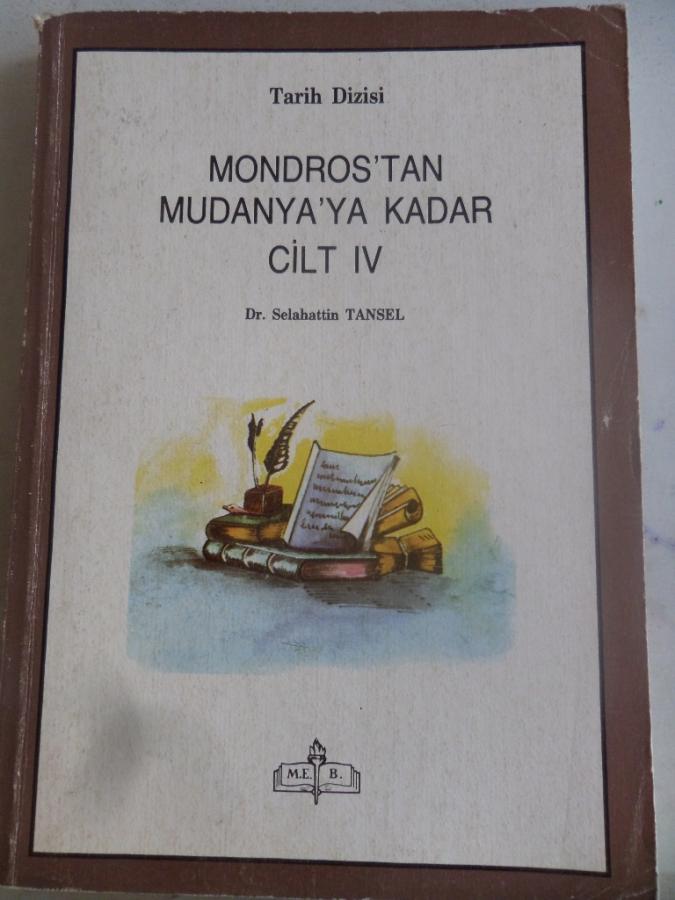 Tarih Dizisi
MONDROS'TAN
MUDANYA'YA KADAR
CİLT IV
Dr. Selahattin TANSEL
M.E. B.